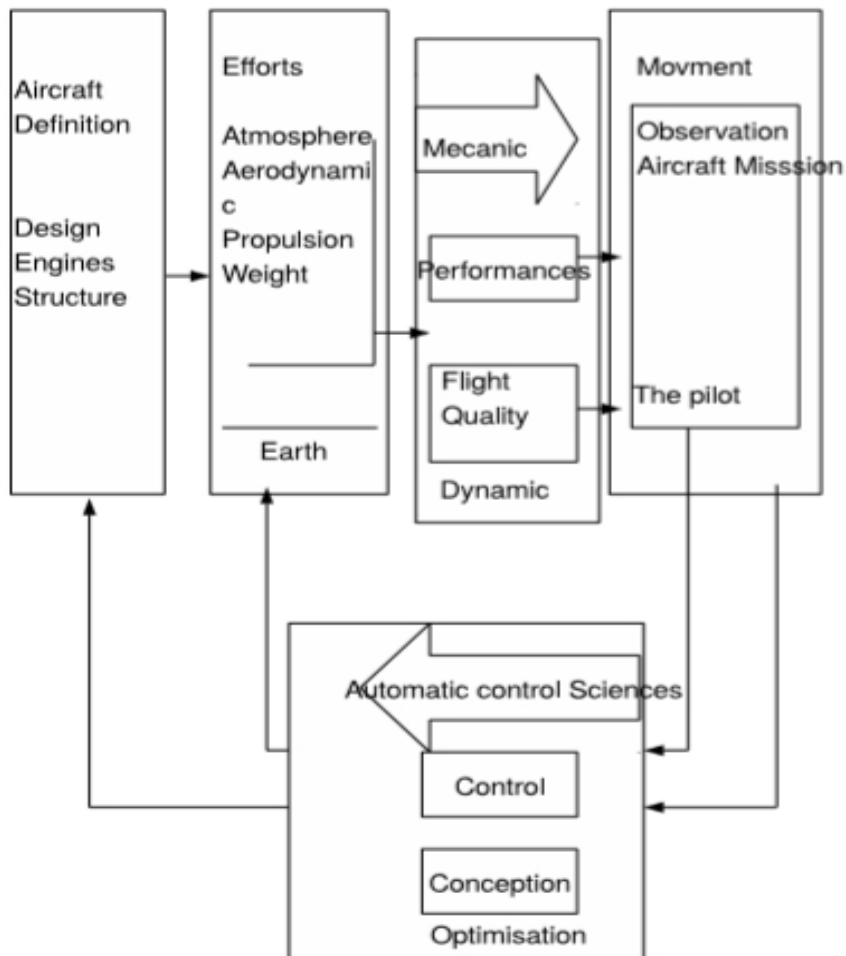 Aircraft
Definition
Design
Engines
Structure
Efforts
Atmosphere
Aerodynami
c
Propulsion
Weight
Earth
Mecanic
Performances
Flight
Quality
Dynamic
Movment
Observation
Aircraft Misssion
The pilot
Automatic control Sciences
Control
Conception
Optimisation